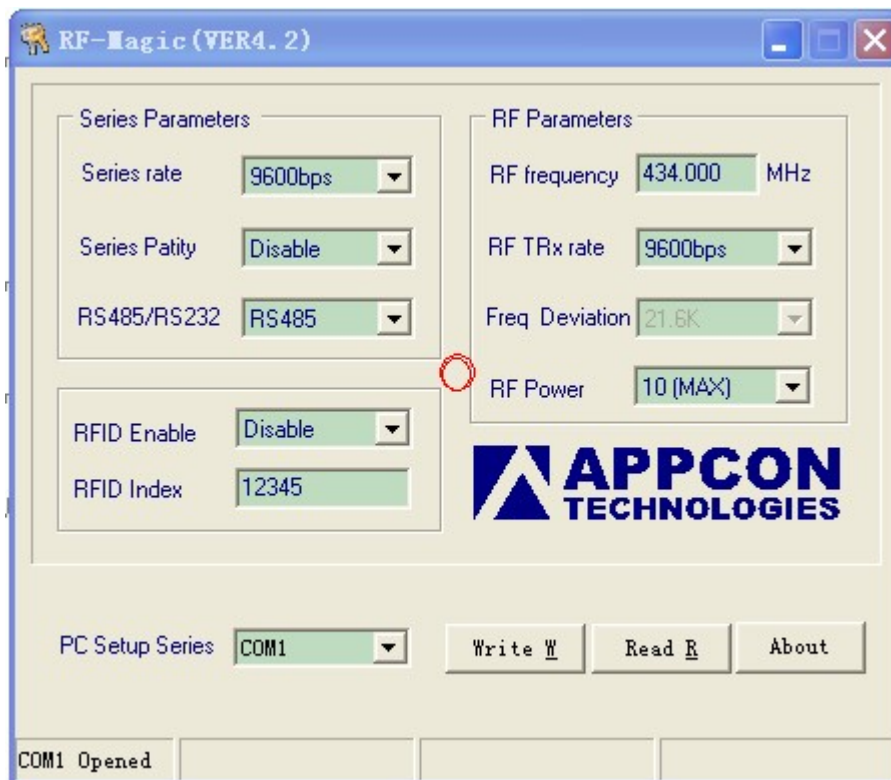 RF-Magic(VER4.2)
Series Parameters
Series rate 9600bps
Series Patity Disable
RS485/RS232 RS485
RF Parameters
RF frequency 434.000 MHz
RF TRx rate 9600bps
Freq Deviation 21.6K
RF Power 10 (MAX)
RFID Enable Disable
RFID Index 12345
APPCON
TECHNOLOGIES
PC Setup Series COM1 Write W Read R About
COM1 Opened